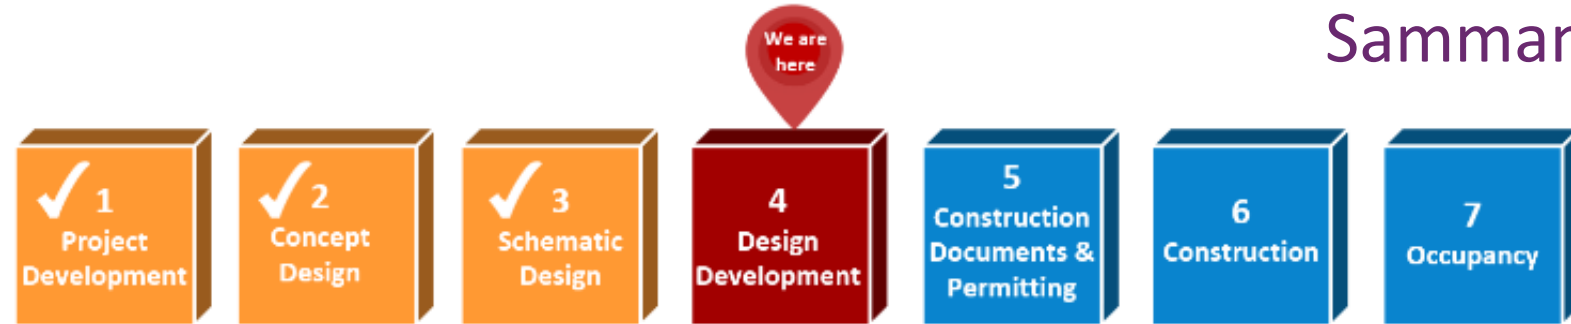 We are
here
Sammar
1
Project
Development
2
Concept
Design
3
Schematic
Design
4
Design
Development
5
Construction
Documents &
Permitting
6
Construction
7
Occupancy